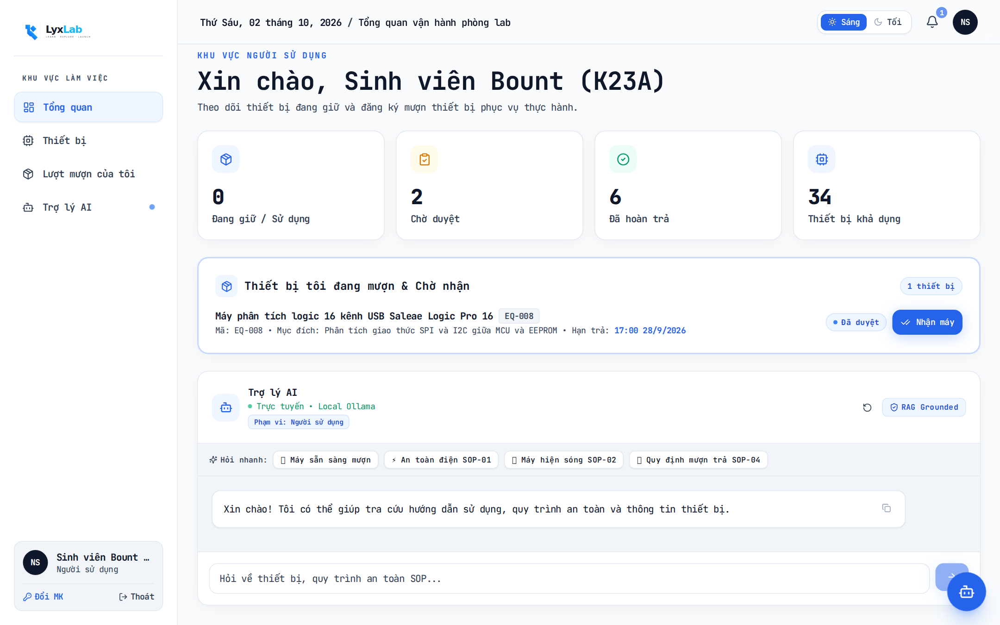 LyxLab
LEARN · EXPLORE · LAUNCH
KHU VỰC LÀM VIỆC
Tổng quan
Thiết bị
Lượt mượn của tôi
Trợ lý AI
NS
Sinh viên Bount …
Người sử dụng
Đổi MK
Thoát
Thứ Sáu, 02 tháng 10, 2026 / Tổng quan vận hành phòng lab
Sáng
Tối
1
NS
KHU VỰC NGƯỜI SỬ DỤNG
Xin chào, Sinh viên Bount (K23A)
Theo dõi thiết bị đang giữ và đăng ký mượn thiết bị phục vụ thực hành.
0
Đang giữ / Sử dụng
2
Chờ duyệt
6
Đã hoàn trả
34
Thiết bị khả dụng
Thiết bị tôi đang mượn & Chờ nhận
1 thiết bị
Máy phân tích logic 16 kênh USB Saleae Logic Pro 16 EQ-008
Mã: EQ-008 • Mục đích: Phân tích giao thức SPI và I2C giữa MCU và EEPROM • Hạn trả: 17:00 28/9/2026
Đã duyệt
Nhận máy
Trợ lý AI
Trực tuyến • Local Ollama
Phạm vi: Người sử dụng
RAG Grounded
Hỏi nhanh:
Máy sẵn sàng mượn
⚡ An toàn điện SOP-01
Máy hiện sóng SOP-02
Quy định mượn trả SOP-04
Xin chào! Tôi có thể giúp tra cứu hướng dẫn sử dụng, quy trình an toàn và thông tin thiết bị.
Hỏi về thiết bị, quy trình an toàn SOP...